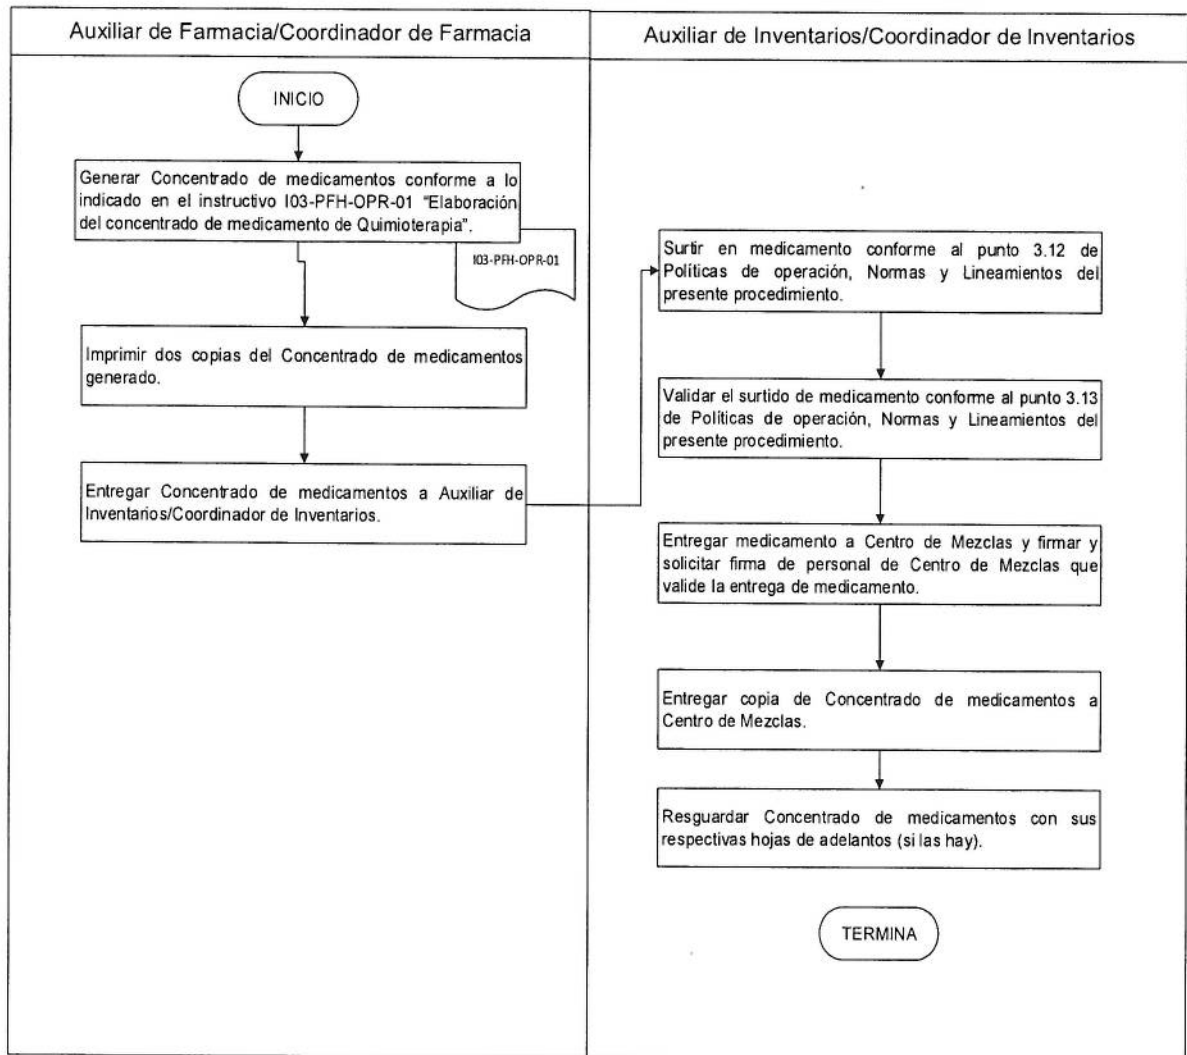 Auxiliar de Farmacia/Coordinador de Farmacia
INICIO
Generar Concentrado de medicamentos conforme a lo
indicado en el instructivo I03-PFH-OPR-01 "Elaboración
del concentrado de medicamento de Quimioterapia".
I03-PFH-OPR-01
Imprimir dos copias del Concentrado de medicamentos
generado.
Entregar Concentrado de medicamentos a Auxiliar de
Inventarios/Coordinador de Inventarios.
Auxiliar de Inventarios/Coordinador de Inventarios
Surtir en medicamento conforme al punto 3.12 de
Políticas de operación, Normas y Lineamientos del
presente procedimiento.
Validar el surtido de medicamento conforme al punto 3.13
de Políticas de operación, Normas y Lineamientos del
presente procedimiento.
Entregar medicamento a Centro de Mezclas y firmar y
solicitar firma de personal de Centro de Mezclas que
valide la entrega de medicamento.
Entregar copia de Concentrado de medicamentos a
Centro de Mezclas.
Resguardar Concentrado de medicamentos con sus
respectivas hojas de adelantos (si las hay).
TERMINA